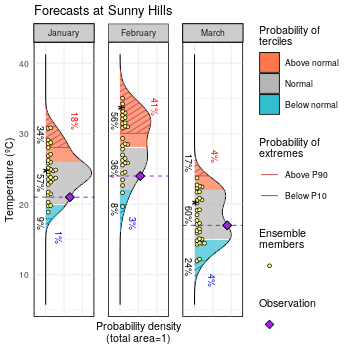 Forecasts at Sunny Hills
January
February
March
Temperature (ºC)
40
30
20
10
34%
57%
9%
18%
1%
56%
36%
8%
41%
3%
17%
60%
24%
4%
4%
Probability density
(total area=1)
Probability of
terciles
Above normal
Normal
Below normal
Probability of
extremes
Above P90
Below P10
Ensemble
members
Observation